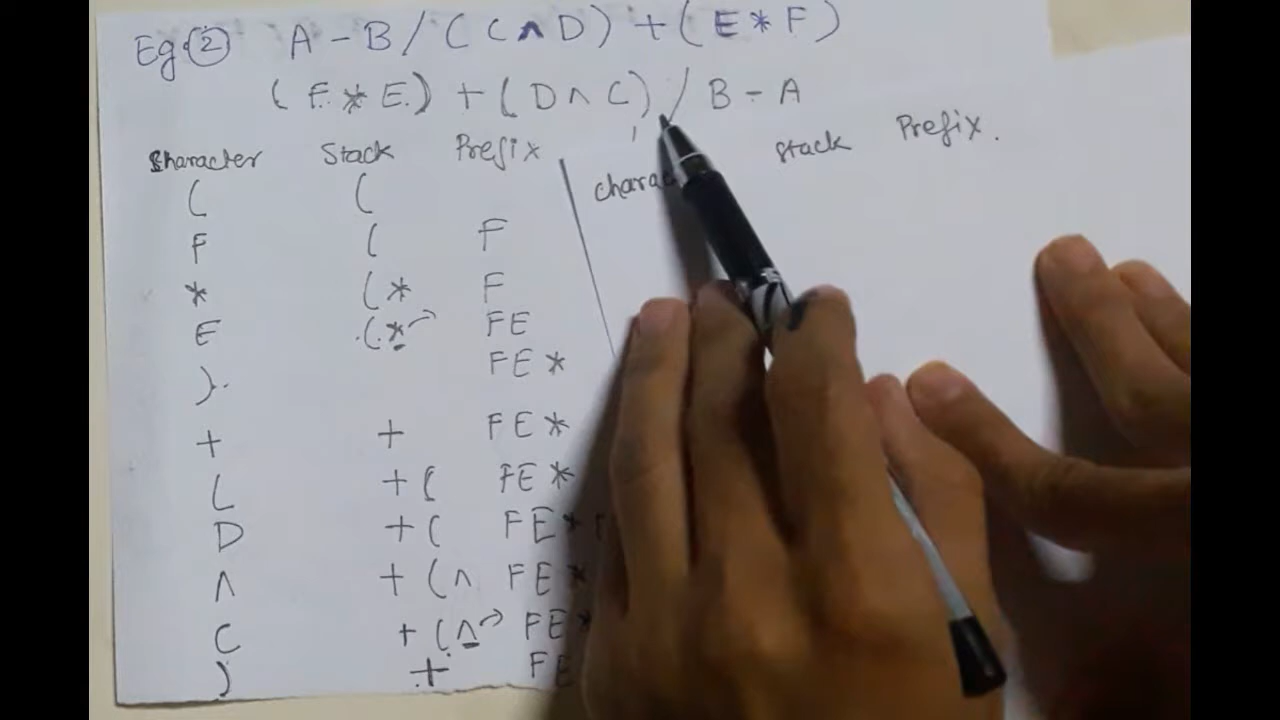 Eg.② A - B / ( C ∧ D ) + ( E * F )
( F * E ) + ( D ∧ C ) / B - A
Character Stack Prefix
( (
F ( F
* (* F
E (* FE
) FE*
+ + FE*
( +( FE*
D +( FE*
∧ +(∧ FE*
C +(∧ FE*
) + FE
stack Prefix.